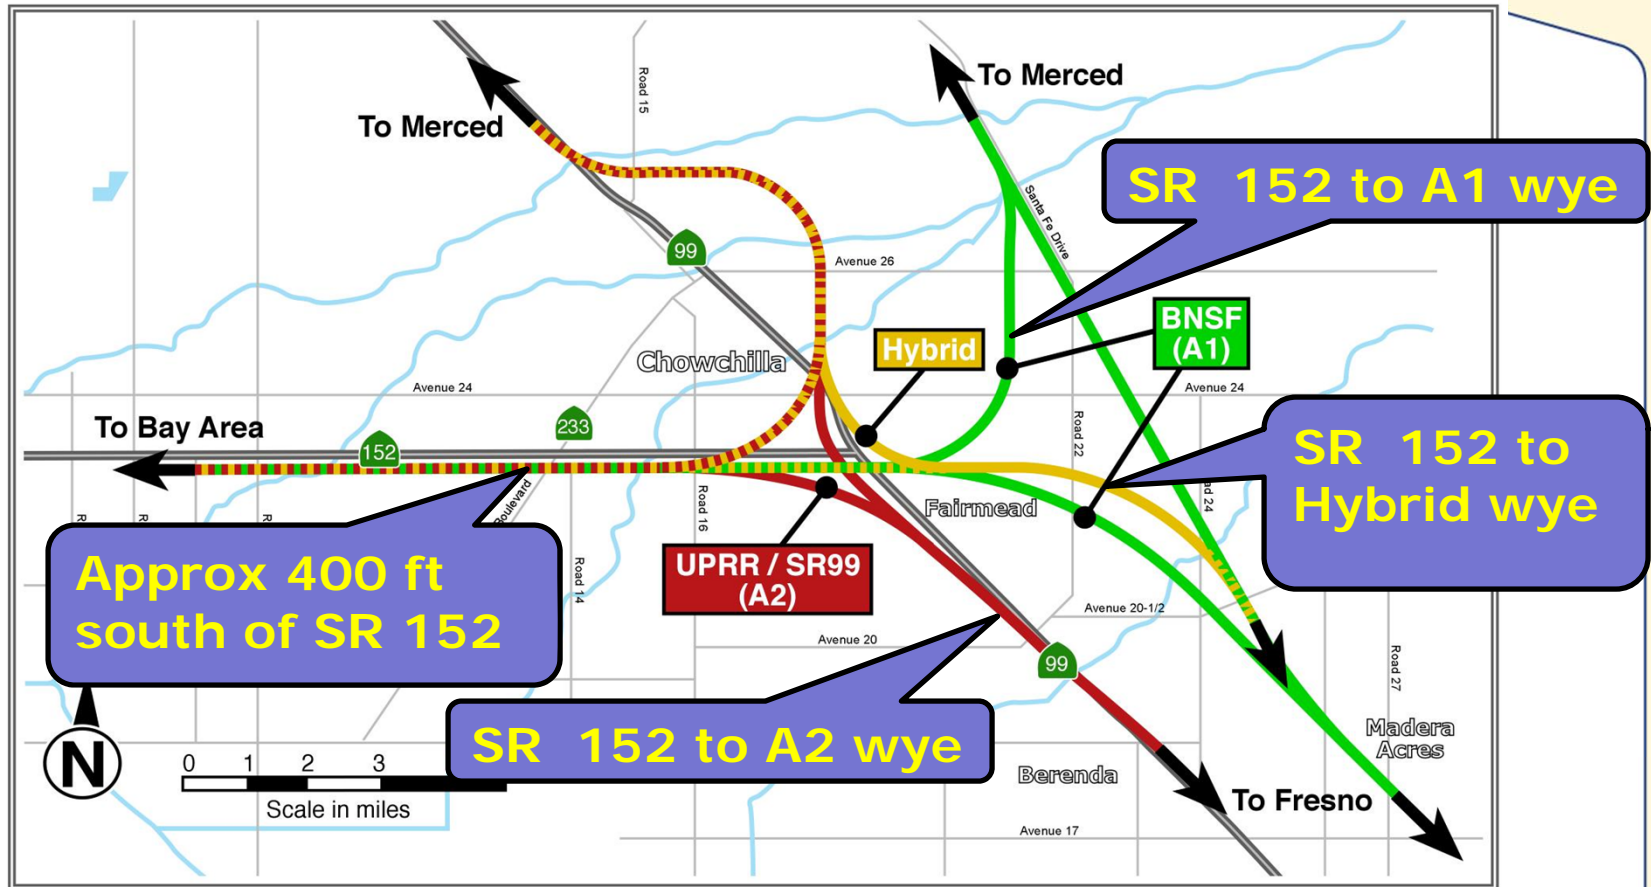 To Merced
Road 15
To Merced
SR 152 to A1 wye
Santa Fe Drive
99
Avenue 26
BNSF
(A1)
Hybrid
Chowchilla
Avenue 24
Avenue 24
To Bay Area
233
152
Road 22
SR 152 to
Hybrid wye
Road 16
Boulevard
Fairmead
24
Approx 400 ft
south of SR 152
Road 14
UPRR / SR99
(A2)
Avenue 20-1/2
Avenue 20
99
Road 27
SR 152 to A2 wye
Madera
Acres
N
0 1 2 3
Scale in miles
Berenda
To Fresno
Avenue 17